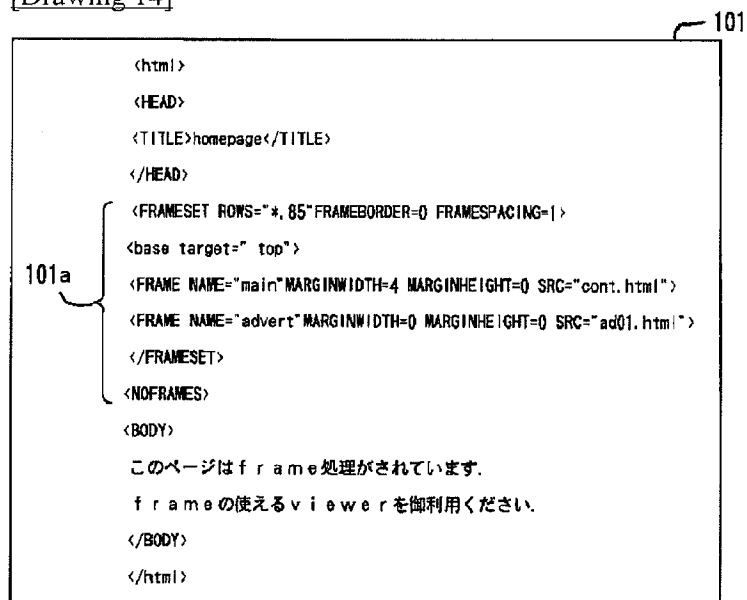 [Drawing 14]
101
<html>
<HEAD>
<TITLE>homepage</TITLE>
</HEAD>
<FRAMESET ROWS="*,85"FRAMEBORDER=0 FRAMESPACING=1>
<base target=" top">
101a
<FRAME NAME="main"MARGINWIDTH=4 MARGINHEIGHT=0 SRC="cont.html">
<FRAME NAME="advert"MARGINWIDTH=0 MARGINHEIGHT=0 SRC="ad01.html">
</FRAMESET>
<NOFRAMES>
<BODY>
このページはframe処理がされています.
frameの使えるviewerを御利用ください.
</BODY>
</html>